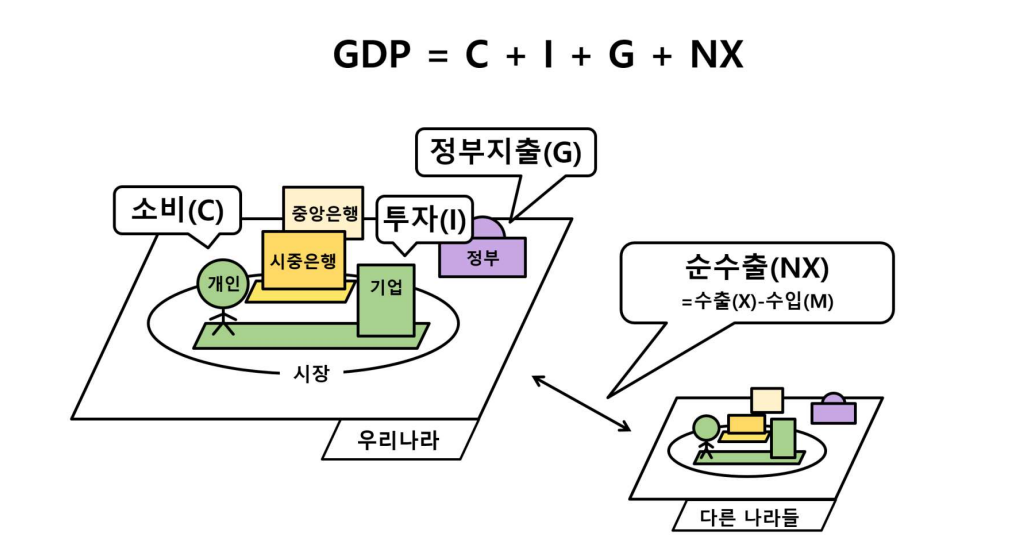 GDP = C + I + G + NX
정부지출(G)
소비(C)
중앙은행
투자(I)
시중은행
정부
개인
기업
순수출(NX)
=수출(X)-수입(M)
시장
우리나라
다른 나라들